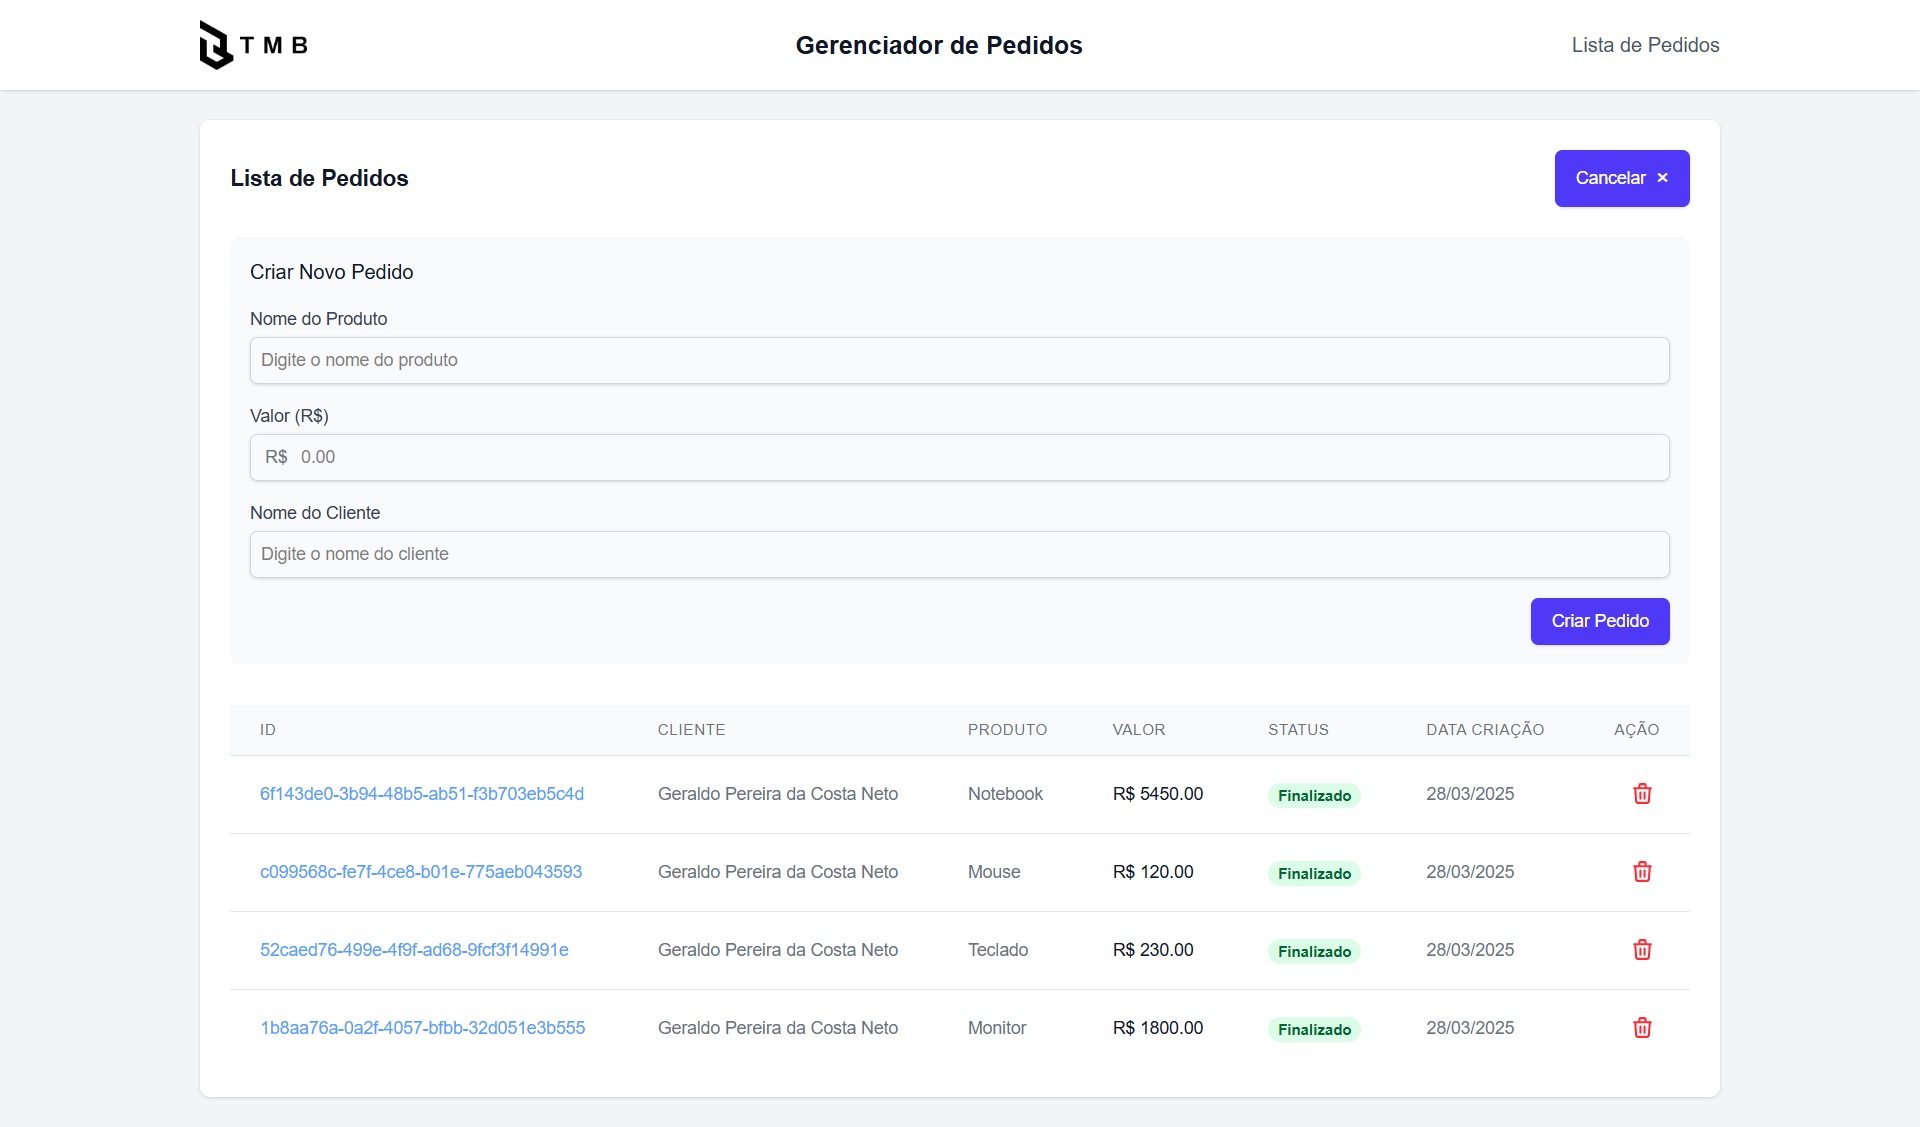 TMB
Gerenciador de Pedidos
Lista de Pedidos
Lista de Pedidos
Cancelar ×
Criar Novo Pedido
Nome do Produto
Digite o nome do produto
Valor (R$)
R$ 0.00
Nome do Cliente
Digite o nome do cliente
Criar Pedido
ID CLIENTE PRODUTO VALOR STATUS DATA CRIAÇÃO AÇÃO
6f143de0-3b94-48b5-ab51-f3b703eb5c4d Geraldo Pereira da Costa Neto Notebook R$ 5450.00 Finalizado 28/03/2025
c099568c-fe7f-4ce8-b01e-775aeb043593 Geraldo Pereira da Costa Neto Mouse R$ 120.00 Finalizado 28/03/2025
52caed76-499e-4f9f-ad68-9fcf3f14991e Geraldo Pereira da Costa Neto Teclado R$ 230.00 Finalizado 28/03/2025
1b8aa76a-0a2f-4057-bfbb-32d051e3b555 Geraldo Pereira da Costa Neto Monitor R$ 1800.00 Finalizado 28/03/2025